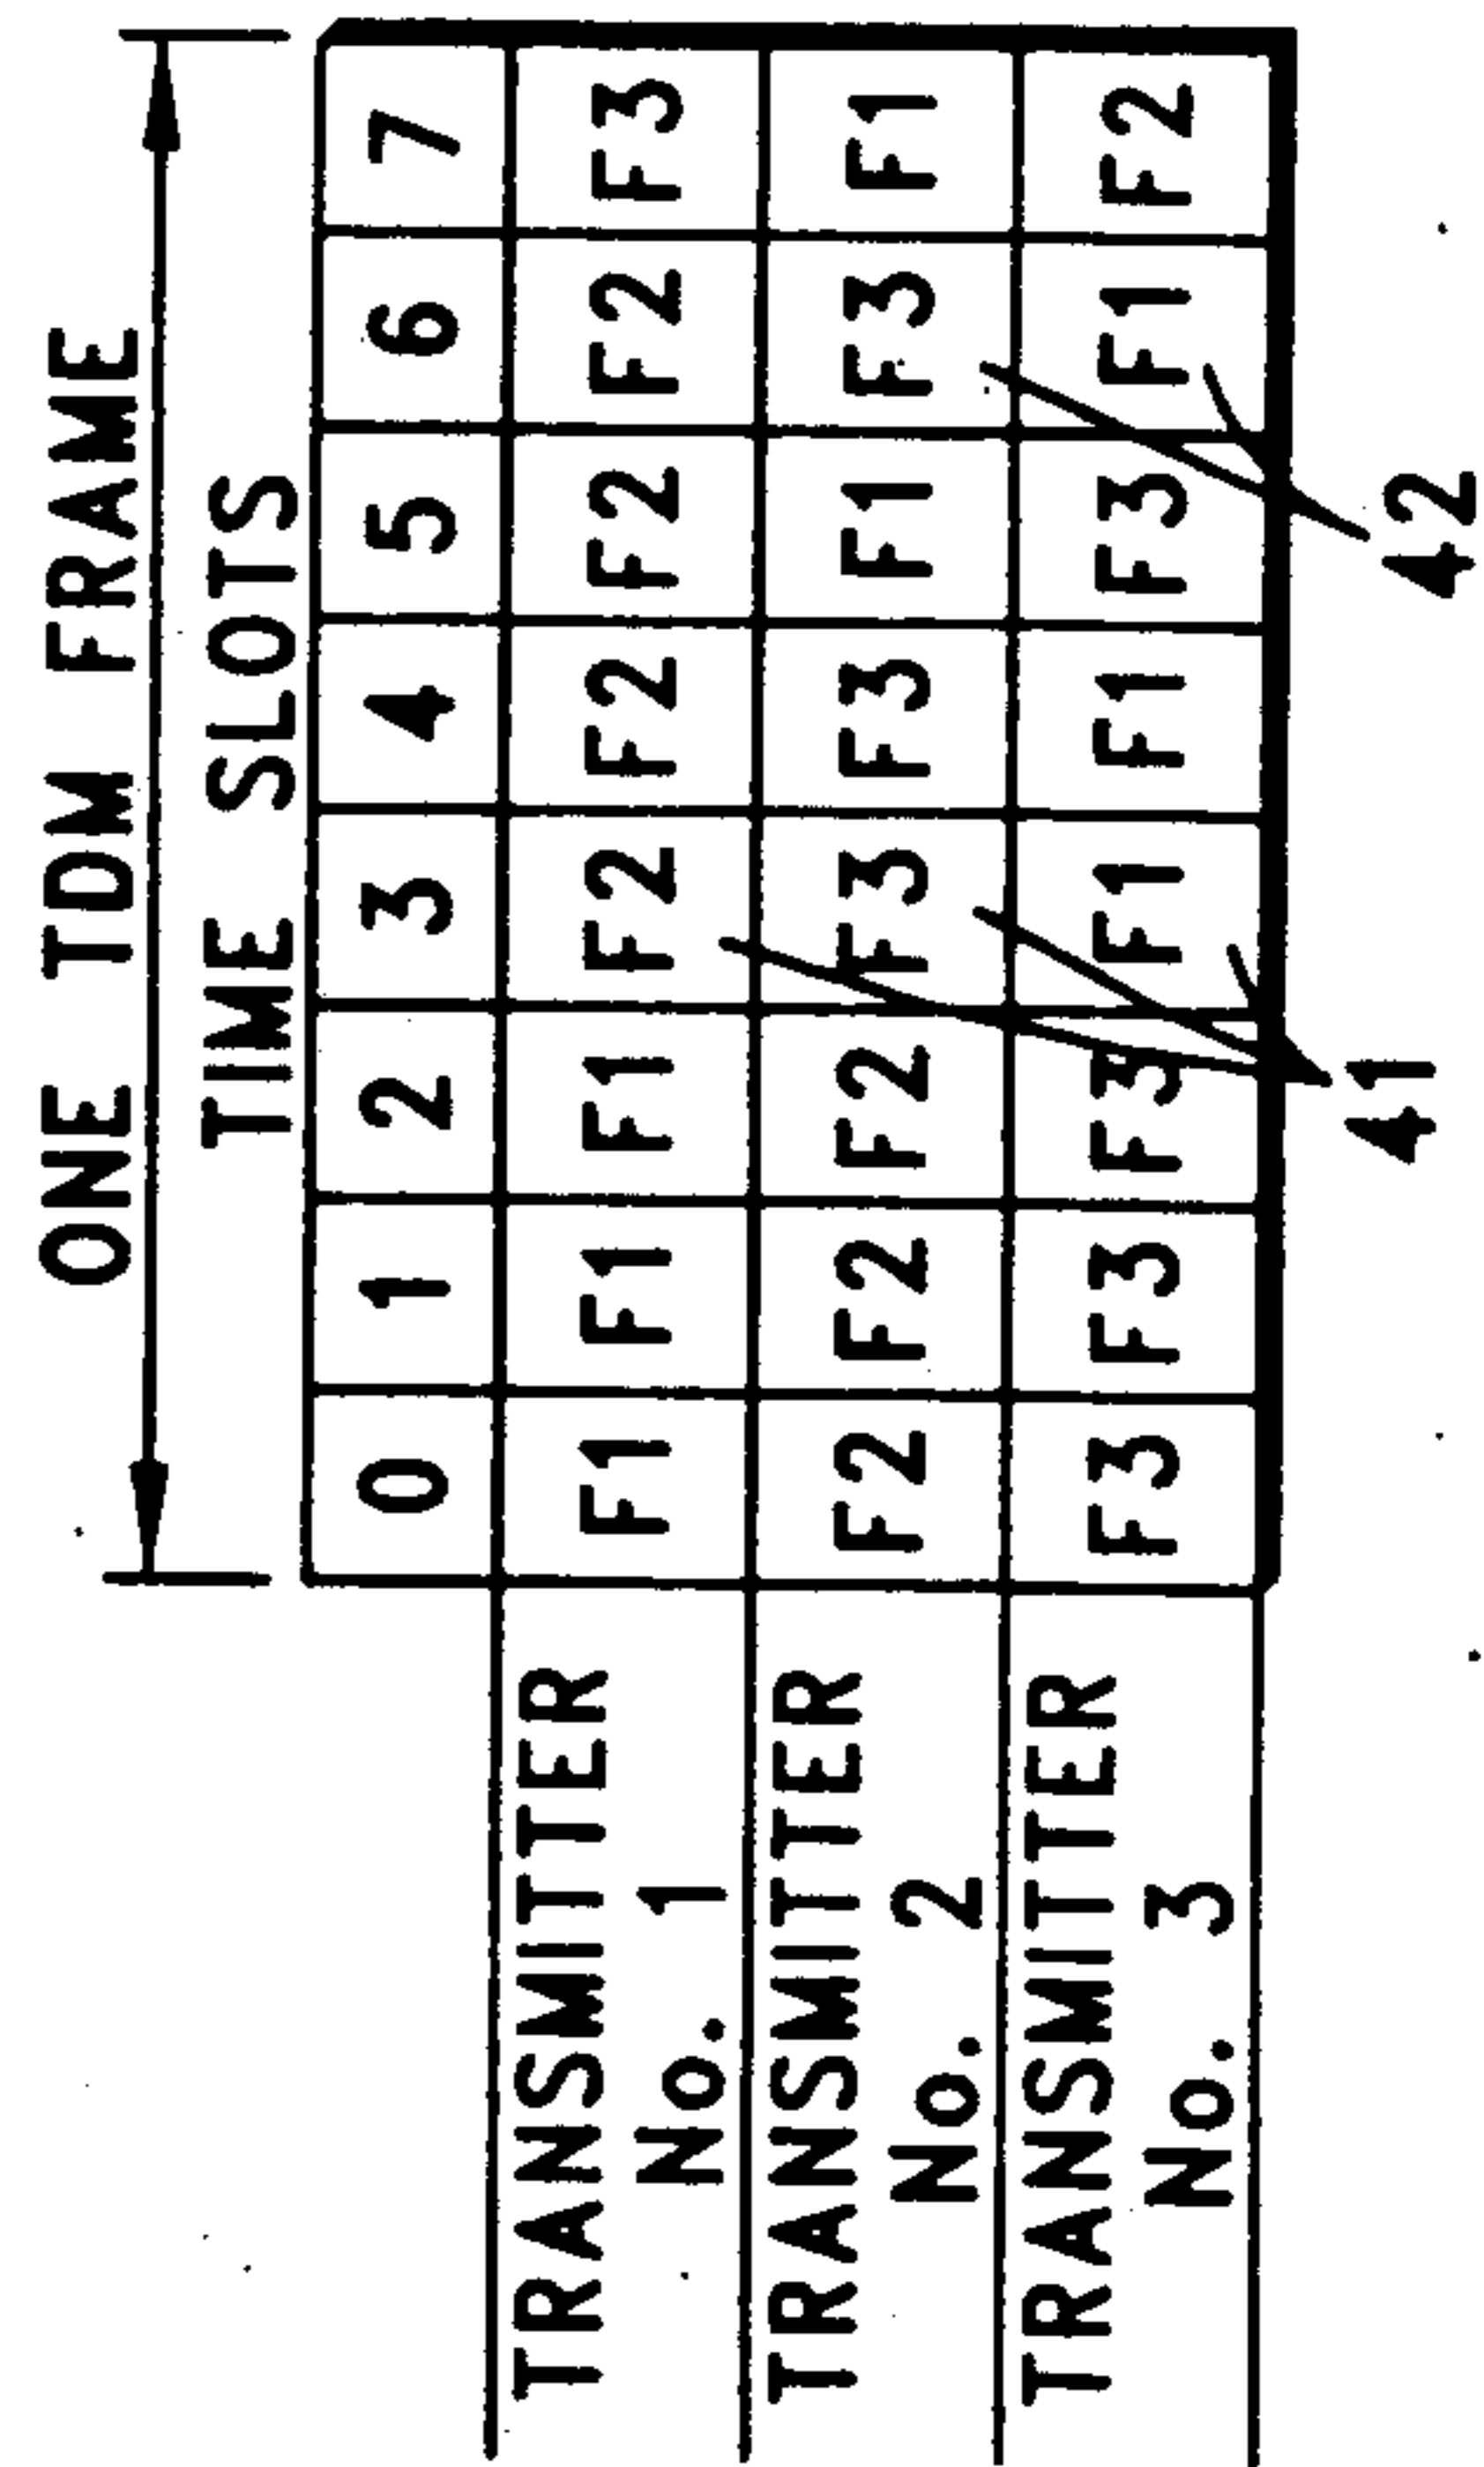 ONE TDM FRAME
TIME SLOTS
0 1 2 3 4 5 6 7
TRANSMITTER No. 1 F1 F1 F1 F2 F2 F2 F2 F3
TRANSMITTER No. 2 F2 F2 F2 F3 F3 F1 F3 F1
TRANSMITTER No. 3 F3 F3 F3 F1 F1 F3 F1 F2
41 42